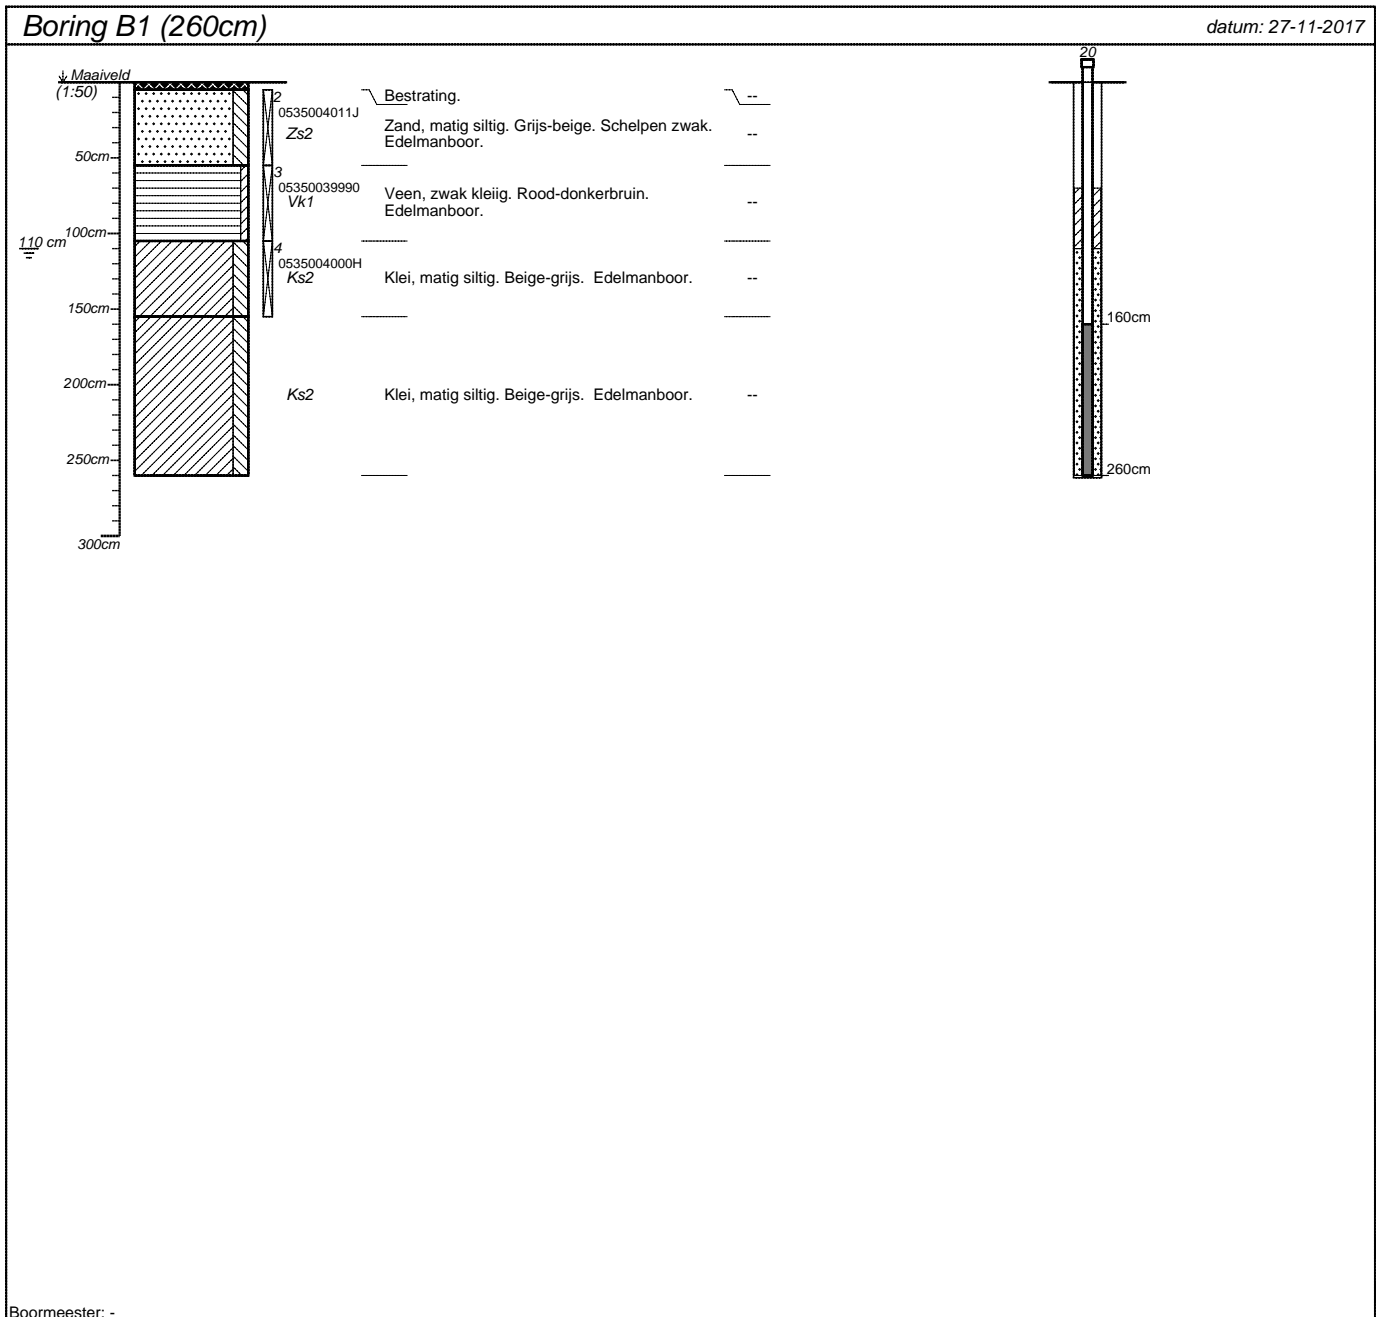 Boring B1 (260cm)
datum: 27-11-2017
20
Maaiveld
(1:50)
2
Bestrating.
--
0535004011J
Zs2
Zand, matig siltig. Grijs-beige. Schelpen zwak.
Edelmanboor.
--
50cm
3
05350039990
Vk1
Veen, zwak kleiig. Rood-donkerbruin.
Edelmanboor.
--
100cm
110 cm
4
0535004000H
Ks2
Klei, matig siltig. Beige-grijs. Edelmanboor.
--
150cm
160cm
200cm
Ks2
Klei, matig siltig. Beige-grijs. Edelmanboor.
--
250cm
260cm
300cm
Boormeester: -